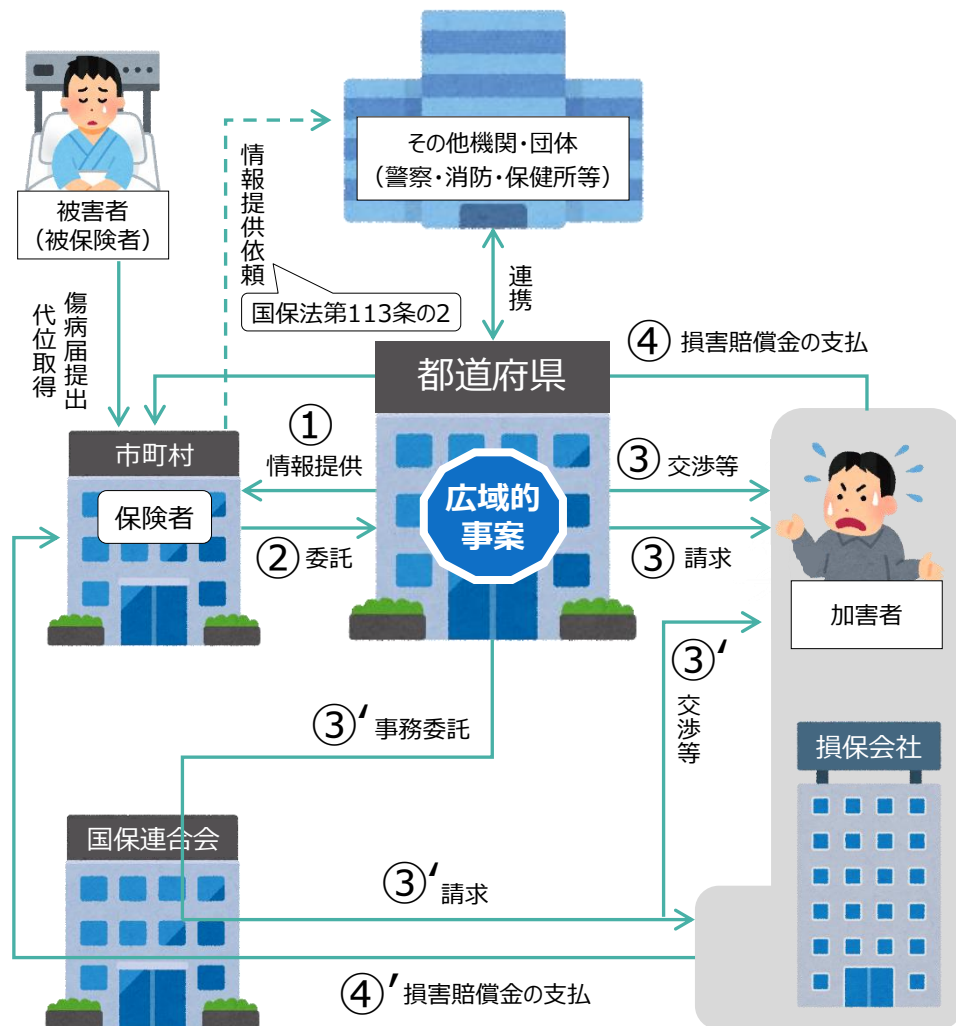 その他機関・団体
（警察・消防・保健所等）
被害者
（被保険者）
情報提供依頼
国保法第113条の2
連携
傷病届提出
代位取得
④ 損害賠償金の支払
都道府県
市町村
保険者
①
情報提供
② 委託
広域的
事案
③ 交渉等
③ 請求
加害者
③′
交渉等
③′ 事務委託
損保会社
国保連合会
③′ 請求
④′ 損害賠償金の支払